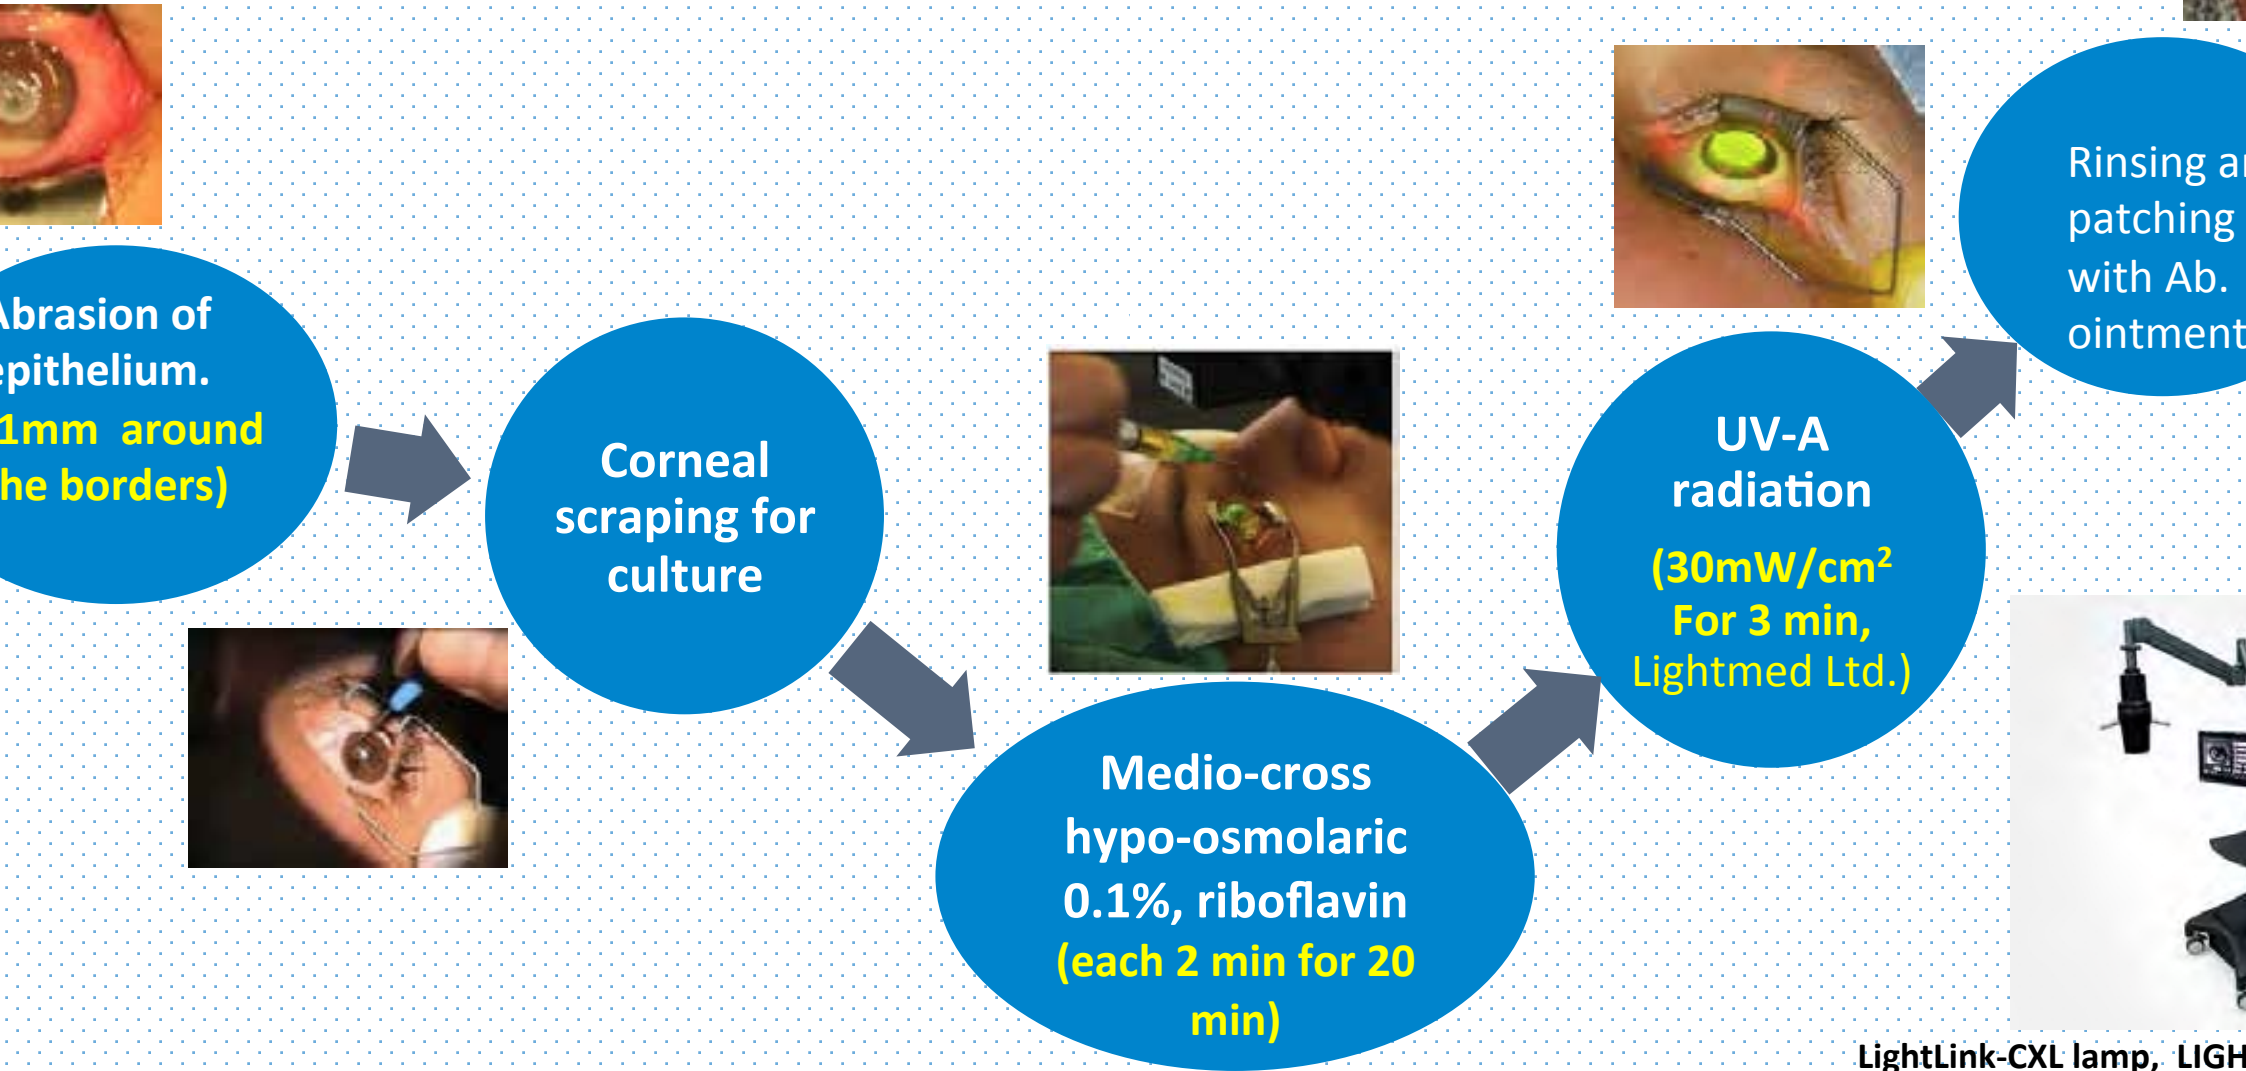 Abrasion of
epithelium.
1mm around
he borders)
Corneal
scraping for
culture
Medio-cross
hypo-osmolaric
0.1%, riboflavin
(each 2 min for 20
min)
UV-A
radiation
(30mW/cm²
For 3 min,
Lightmed Ltd.)
Rinsing
patching
with Ab.
ointment
LightLink-CXL lamp, LIGH